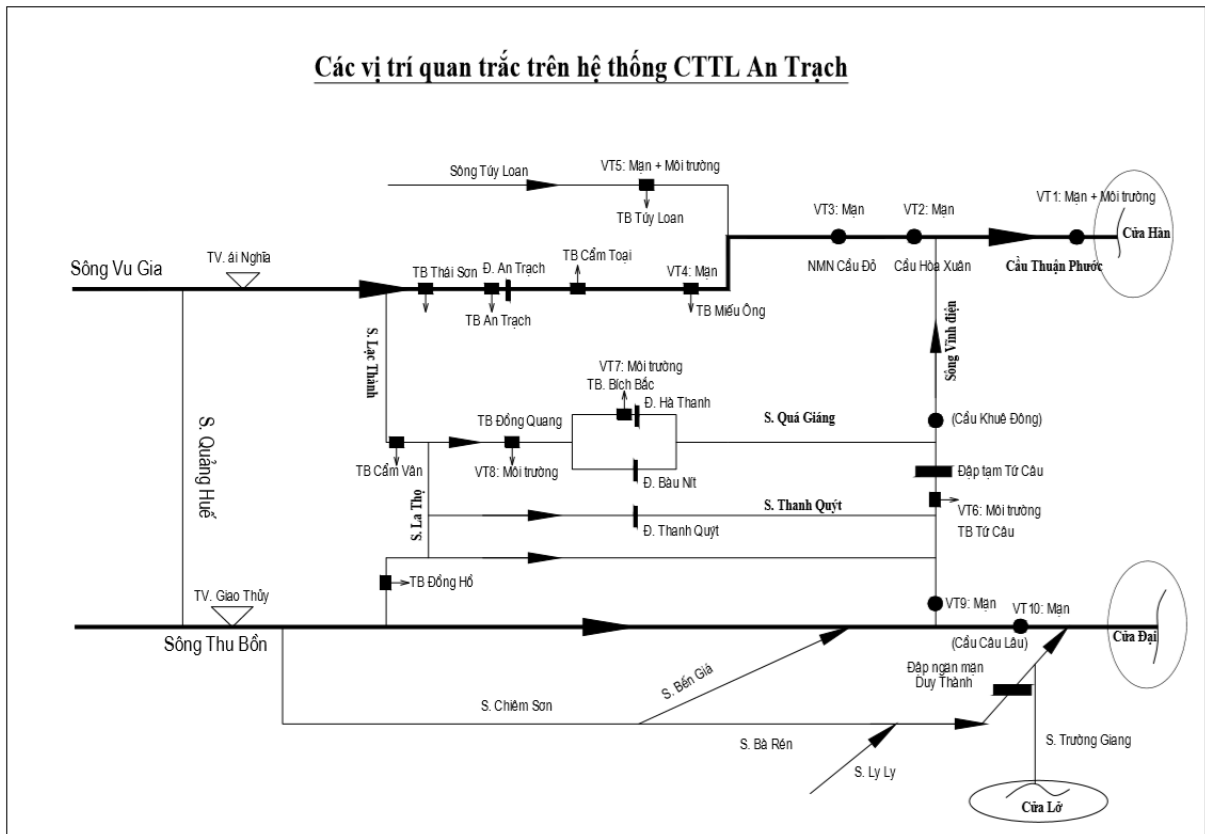 Các vị trí quan trắc trên hệ thống CTTL An Trạch
Sông Túy Loan
VT5: Mặn + Môi trường
TB Túy Loan
VT3: Mặn
VT2: Mặn
VT1: Mặn + Môi trường
Cửa Hàn
NMN Cầu Đỏ
Cầu Hòa Xuân
Cầu Thuận Phước
Sông Vu Gia
TV. ái Nghĩa
TB Thái Sơn
Đ. An Trạch
TB Cẩm Toại
VT4: Mặn
TB An Trạch
TB Miếu Ông
S. Lạc Thành
Sông Vĩnh điện
VT7: Môi trường
TB. Bích Bắc
Đ. Hà Thanh
TB Đồng Quang
S. Quá Giáng
(Cầu Khuê Đông)
S. Quảng Huế
TB Cẩm Văn
VT8: Môi trường
Đ. Bàu Nít
Đập tạm Tứ Câu
S. La Thọ
S. Thanh Quýt
VT6: Môi trường
Đ. Thanh Quýt
TB Tứ Câu
TB Đồng Hồ
TV. Giao Thủy
VT9: Mặn
VT10: Mặn
Sông Thu Bồn
(Cầu Câu Lâu)
Cửa Đại
Đập ngăn mặn
Duy Thành
S. Bến Giá
S. Chiêm Sơn
S. Bà Rén
S. Trường Giang
S. Ly Ly
Cửa Lở